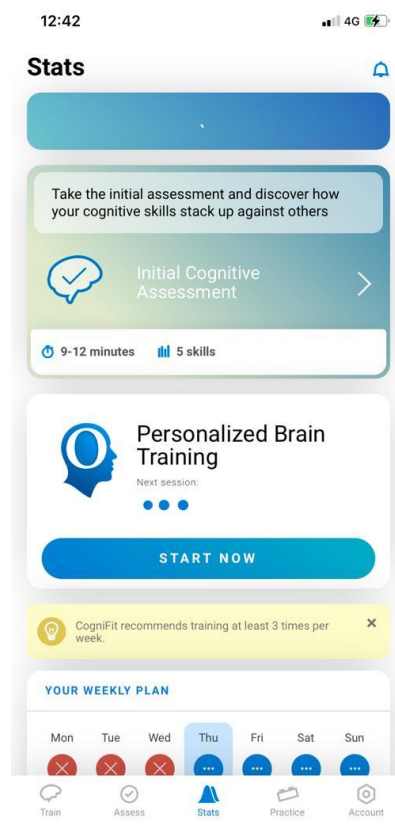 12:42
4G
Stats
Take the initial assessment and discover how
your cognitive skills stack up against others
Initial Cognitive
Assessment
9-12 minutes 5 skills
Personalized Brain
Training
Next session:
START NOW
CogniFit recommends training at least 3 times per
week.
YOUR WEEKLY PLAN
Mon Tue Wed Thu Fri Sat Sun
Train Assess Stats Practice Account